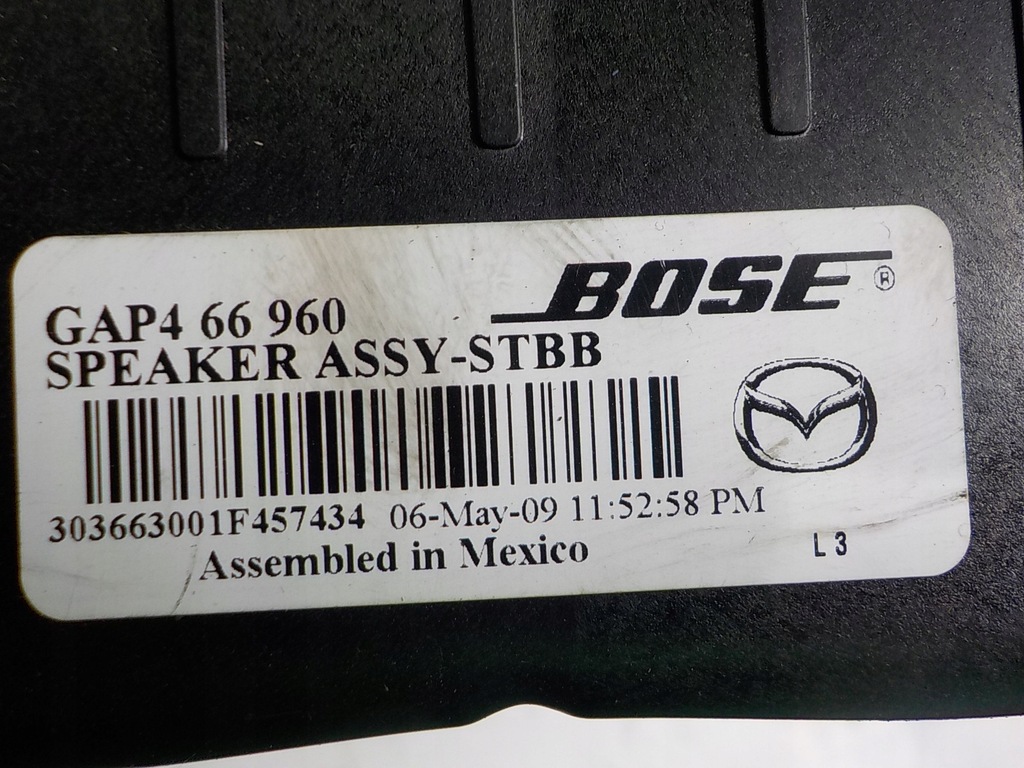 BOSE ®
GAP4 66 960
SPEAKER ASSY-STBB
303663001F457434 06-May-09 11:52:58 PM
Assembled in Mexico
L3